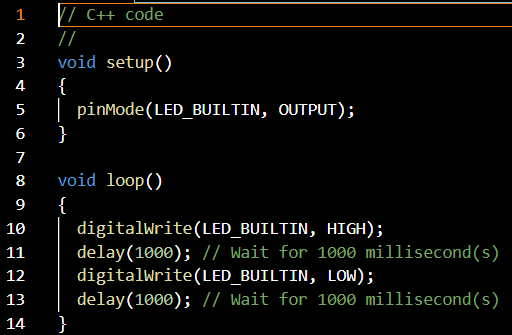 1 // C++ code
2 //
3 void setup()
4 {
5 pinMode(LED_BUILTIN, OUTPUT);
6 }
7
8 void loop()
9 {
10 digitalWrite(LED_BUILTIN, HIGH);
11 delay(1000); // Wait for 1000 millisecond(s)
12 digitalWrite(LED_BUILTIN, LOW);
13 delay(1000); // Wait for 1000 millisecond(s)
14 }